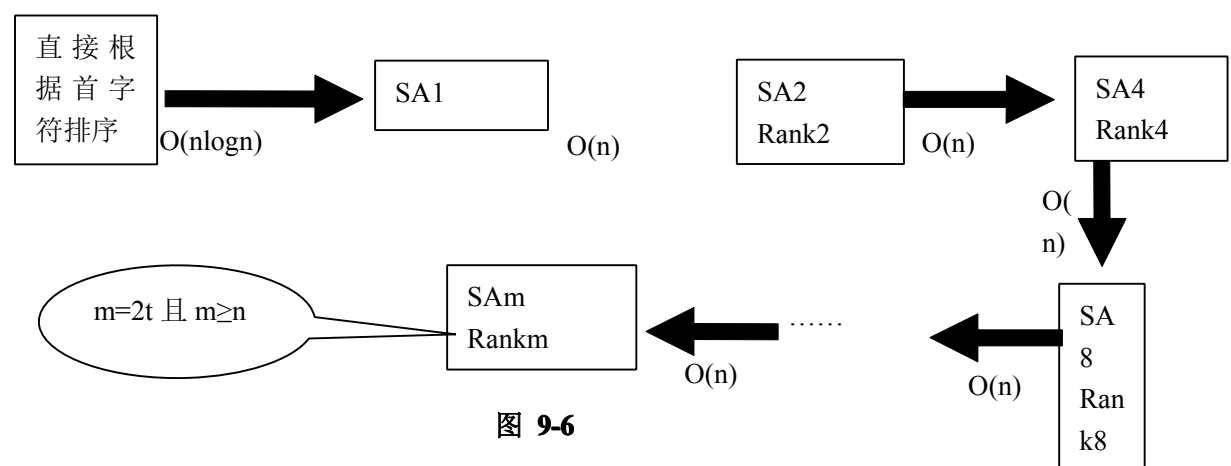 直接根
据首字
符排序
O(nlogn)
SA1
O(n)
SA2
Rank2
O(n)
SA4
Rank4
O(
n)
SA
8
Ran
k8
O(n)
……
O(n)
SAm
Rankm
m=2t 且 m≥n
图 9-6